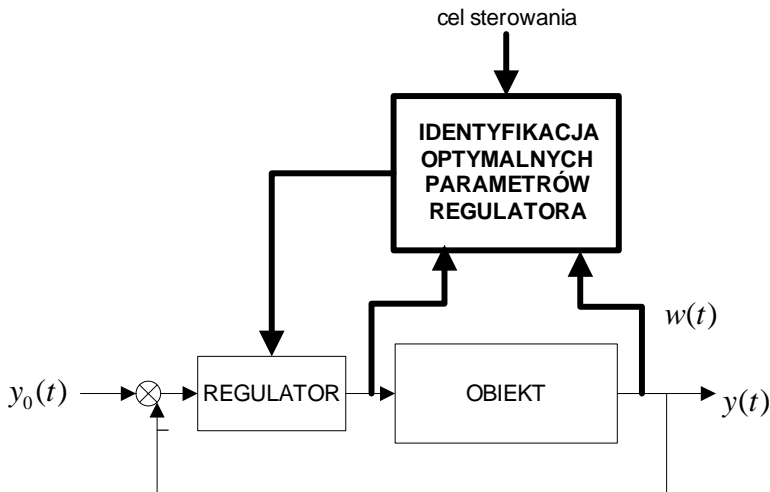 cel sterowania
IDENTYFIKACJA
OPTYMALNYCH
PARAMETRÓW
REGULATORA
w(t)
y₀(t)
REGULATOR
OBIEKT
y(t)
–